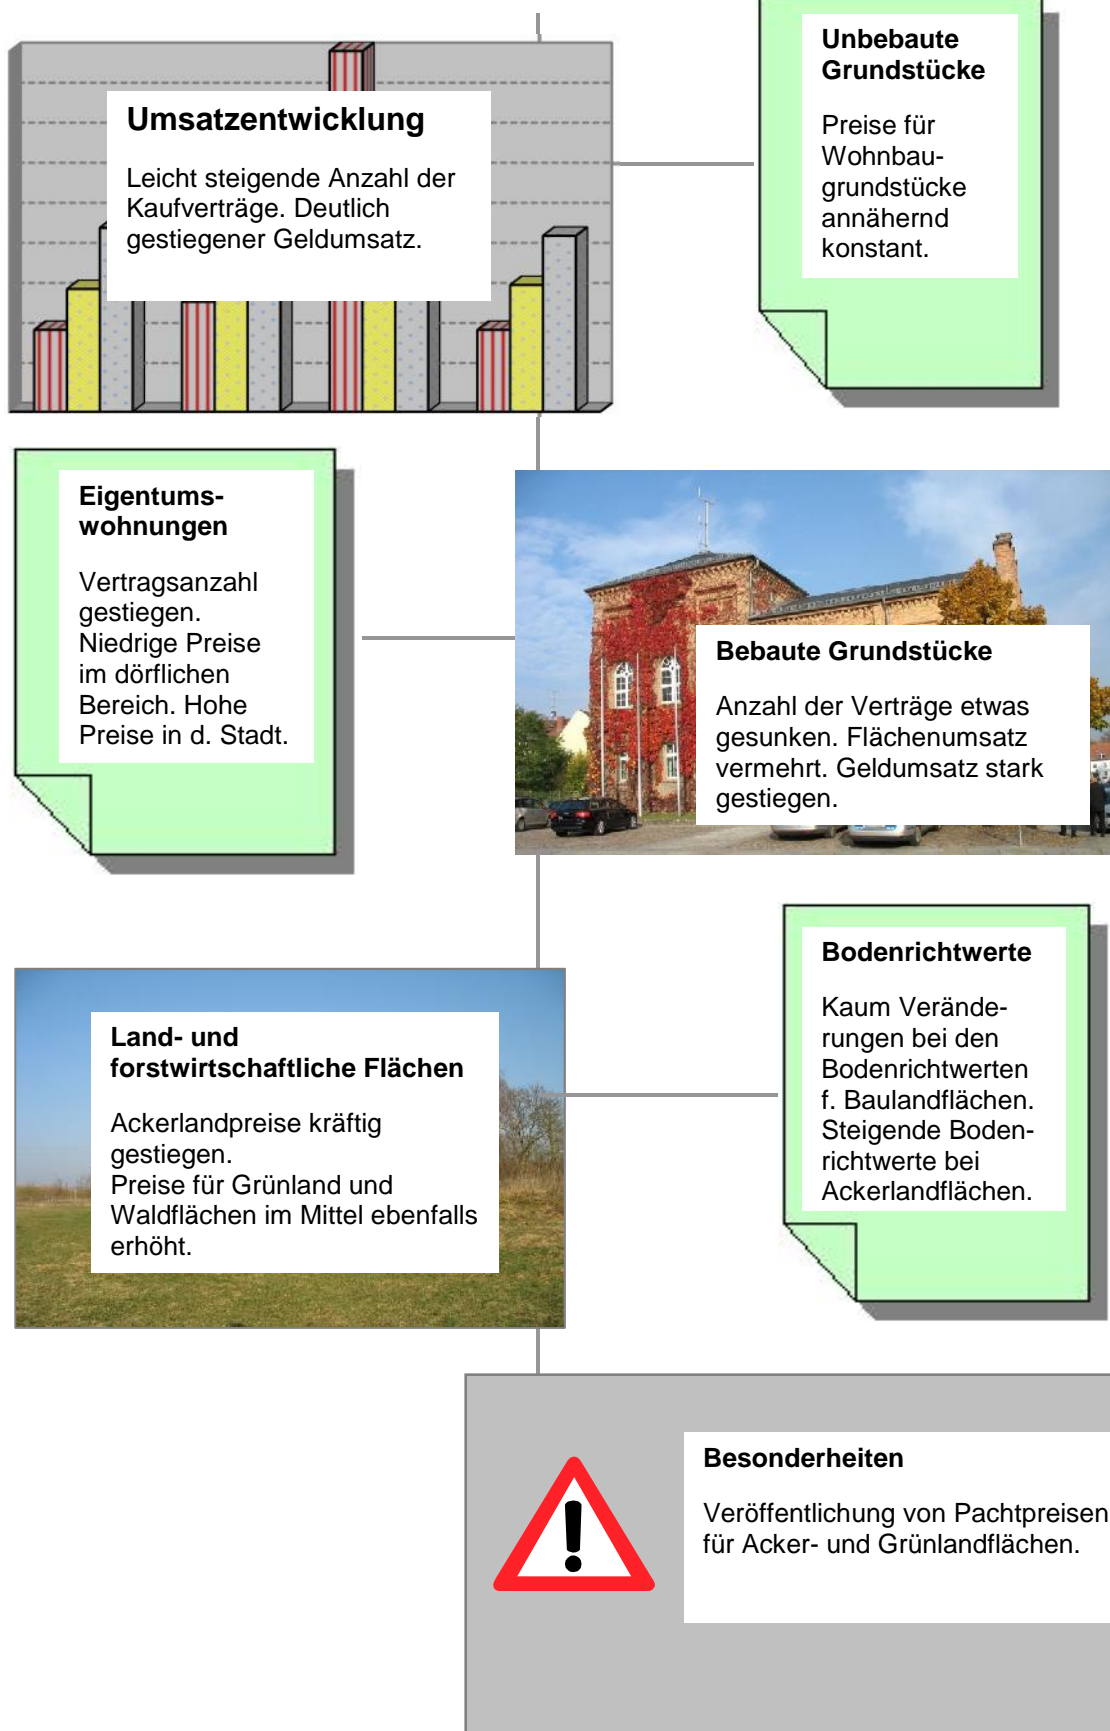 Umsatzentwicklung
Leicht steigende Anzahl der
Kaufverträge. Deutlich
gestiegener Geldumsatz.
Unbebaute
Grundstücke
Preise für
Wohnbau-
grundstücke
annähernd
konstant.
Eigentums-
wohnungen
Vertragsanzahl
gestiegen.
Niedrige Preise
im dörflichen
Bereich. Hohe
Preise in d. Stadt.
Bebaute Grundstücke
Anzahl der Verträge etwas
gesunken. Flächenumsatz
vermehrt. Geldumsatz stark
gestiegen.
Land- und
forstwirtschaftliche Flächen
Ackerlandpreise kräftig
gestiegen.
Preise für Grünland und
Waldflächen im Mittel ebenfalls
erhöht.
Bodenrichtwerte
Kaum Verände-
rungen bei den
Bodenrichtwerten
f. Baulandflächen.
Steigende Boden-
richtwerte bei
Ackerlandflächen.
Besonderheiten
Veröffentlichung von Pachtpreisen
für Acker- und Grünlandflächen.